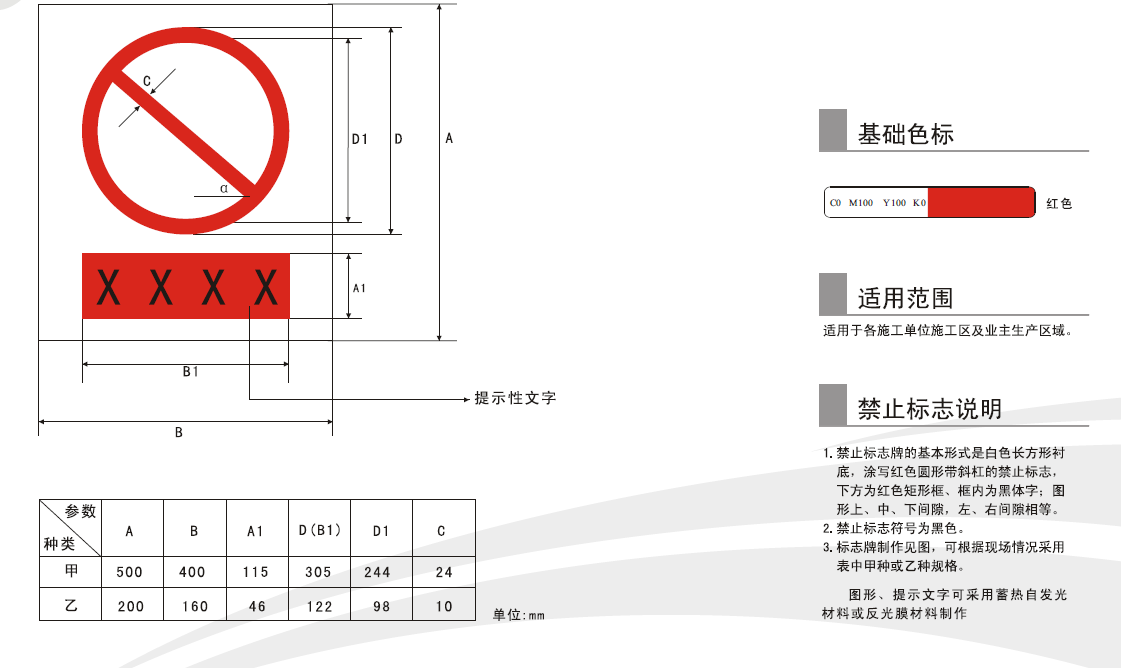 C
D1
D
A
α
X X X X
A1
B1
提示性文字
B
参数
种类
A B A1 D(B1) D1 C
甲 500 400 115 305 244 24
乙 200 160 46 122 98 10
单位:mm
基础色标
C0 M100 Y100 K0
红色
适用范围
适用于各施工单位施工区及业主生产区域。
禁止标志说明
1. 禁止标志牌的基本形式是白色长方形衬
底，涂写红色圆形带斜杠的禁止标志，
下方为红色矩形框、框内为黑体字；图
形上、中、下间隙，左、右间隙相等。
2. 禁止标志符号为黑色。
3. 标志牌制作见图，可根据现场情况采用
表中甲种或乙种规格。
图形、提示文字可采用蓄热自发光
材料或反光膜材料制作